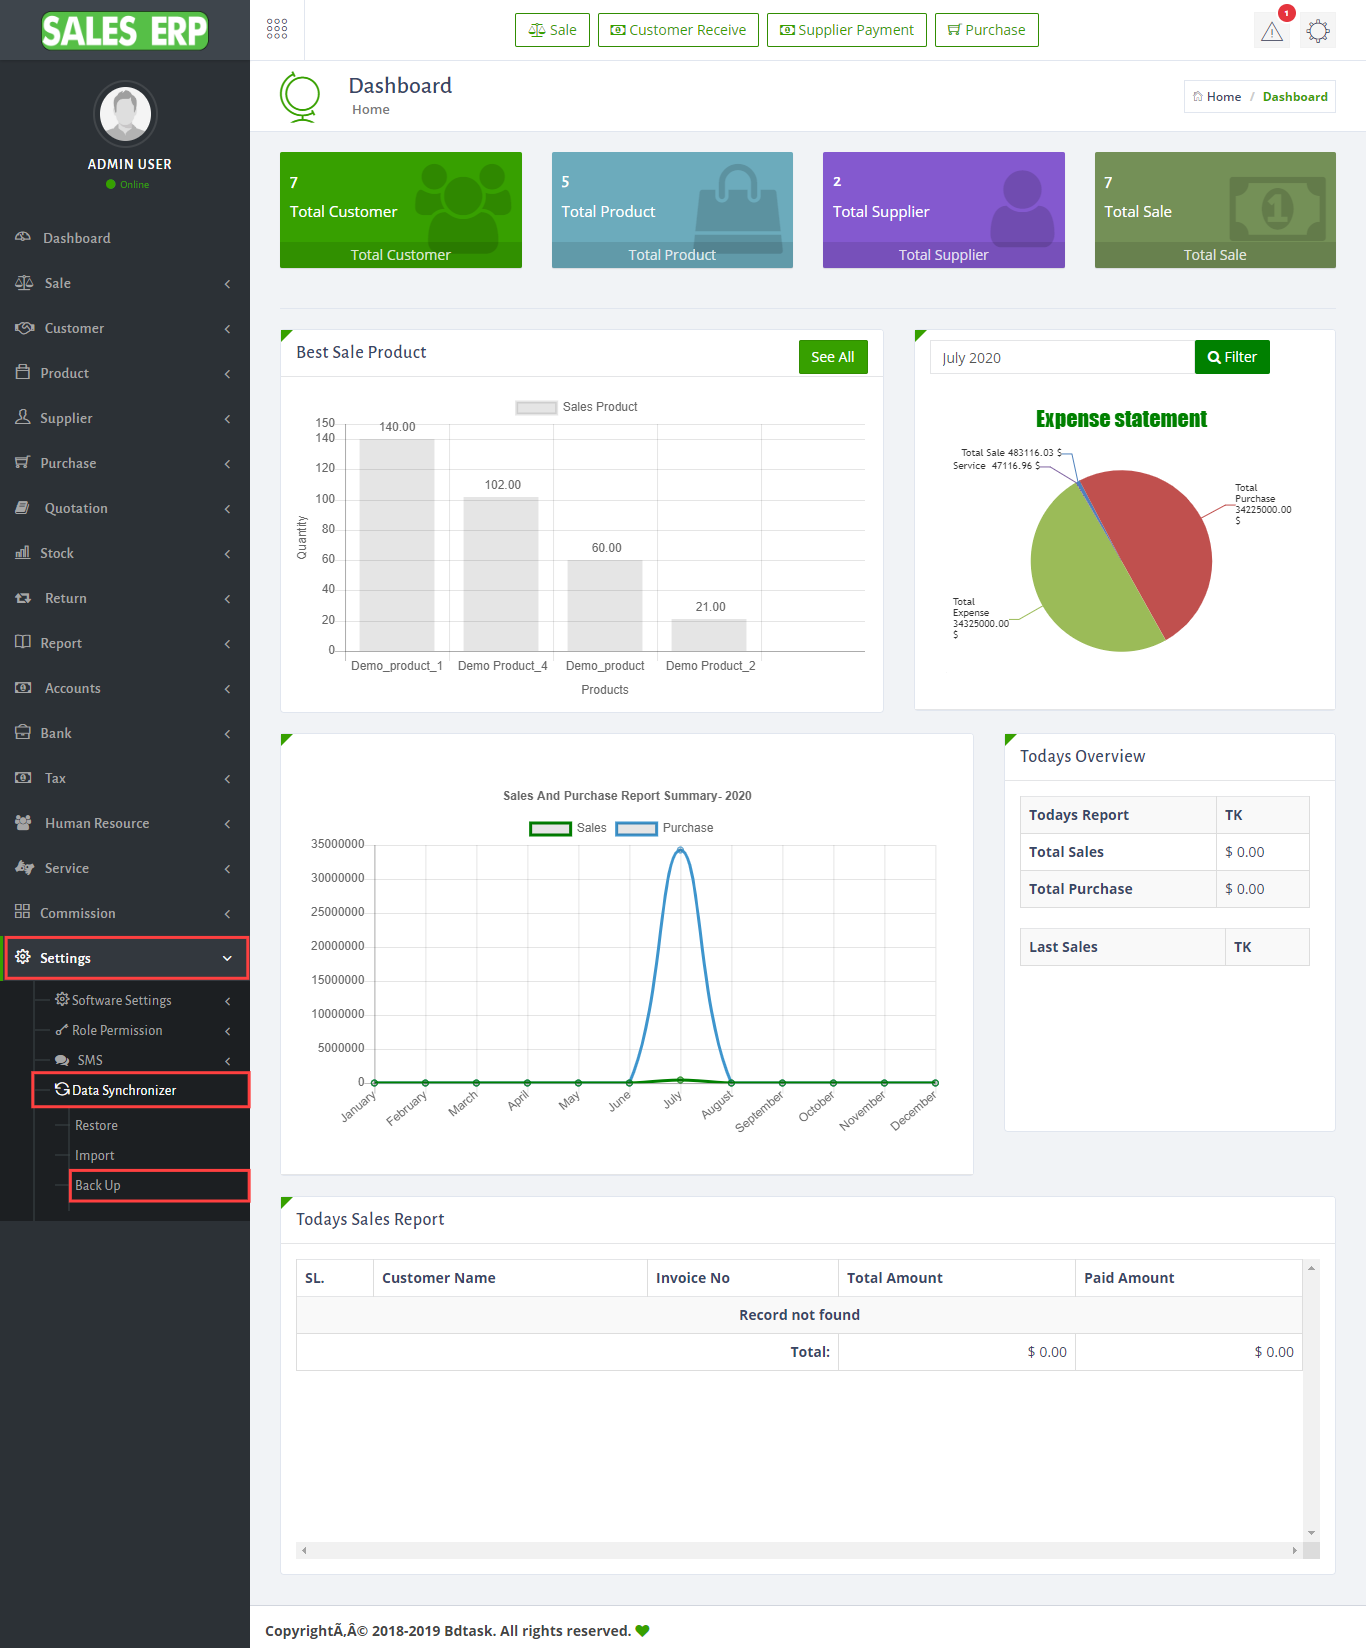 SALES ERP
ADMIN USER
Online
Dashboard
Sale
Customer
Product
Supplier
Purchase
Quotation
Stock
Return
Report
Accounts
Bank
Tax
Human Resource
Service
Commission
Settings
Software Settings
Role Permission
SMS
Data Synchronizer
Restore
Import
Back Up
Sale
Customer Receive
Supplier Payment
Purchase
1
Dashboard
Home
Home / Dashboard
7
Total Customer
Total Customer
5
Total Product
Total Product
2
Total Supplier
Total Supplier
7
1
Total Sale
Total Sale
Best Sale Product
See All
Sales Product
150
140
120
100
80
60
40
20
0
Quantity
140.00
102.00
60.00
21.00
Demo_product_1
Demo Product_4
Demo_product
Demo Product_2
Products
July 2020
Filter
Expense statement
Total Sale 483116.03 $
Service 47116.96 $
Total
Purchase
34225000.00
$
Total
Expense
34325000.00
$
Sales And Purchase Report Summary- 2020
Sales
Purchase
35000000
30000000
25000000
20000000
15000000
10000000
5000000
0
January
February
March
April
May
June
July
August
September
October
November
December
Todays Overview
Todays Report TK
Total Sales $ 0.00
Total Purchase $ 0.00
Last Sales TK
Todays Sales Report
SL. Customer Name Invoice No Total Amount Paid Amount
Record not found
Total: $ 0.00 $ 0.00
CopyrightÃ‚Â© 2018-2019 Bdtask. All rights reserved.